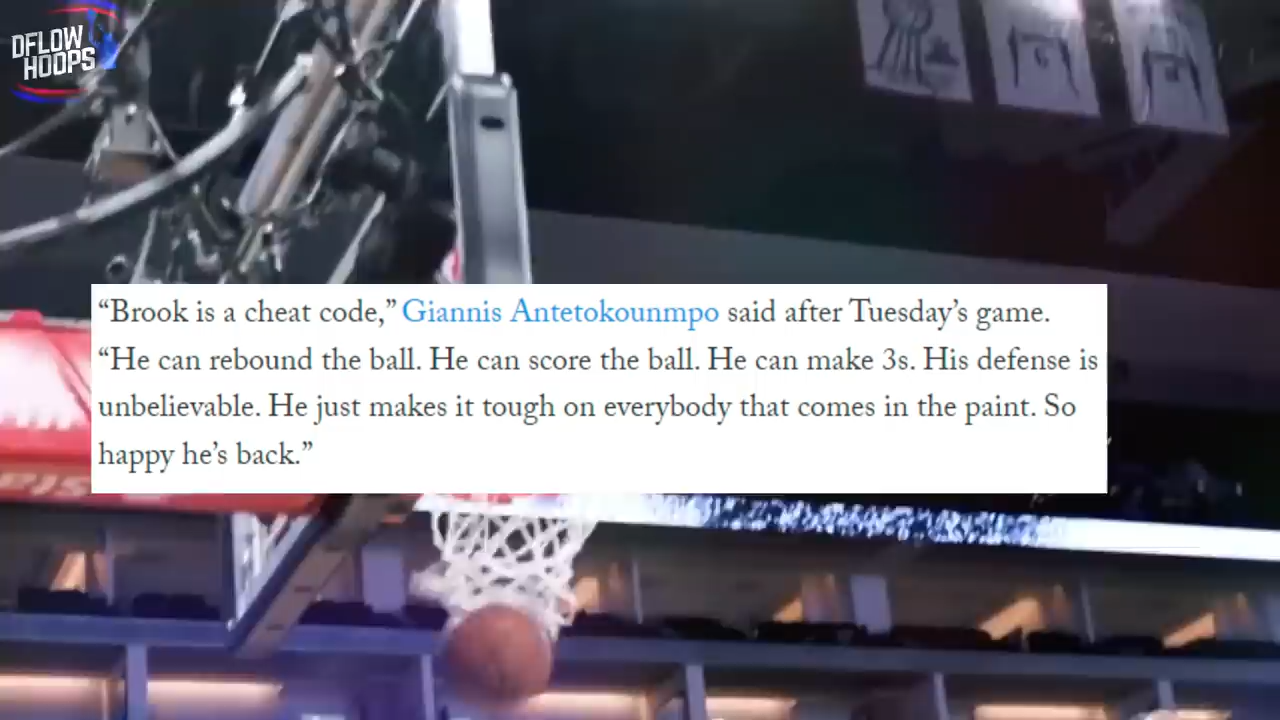 DFLOW
HOOPS
“Brook is a cheat code,” Giannis Antetokounmpo said after Tuesday’s game.
“He can rebound the ball. He can score the ball. He can make 3s. His defense is
unbelievable. He just makes it tough on everybody that comes in the paint. So
happy he’s back.”